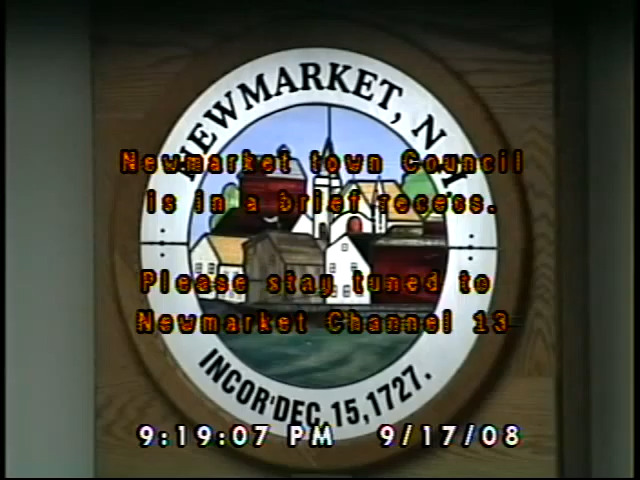 NEWMARKET, N.H.
Newmarket town Council
is in a brief recess.
Please stay tuned to
Newmarket Channel 13
INCOR'DEC. 15, 1727.
9:19:07 PM 9/17/08